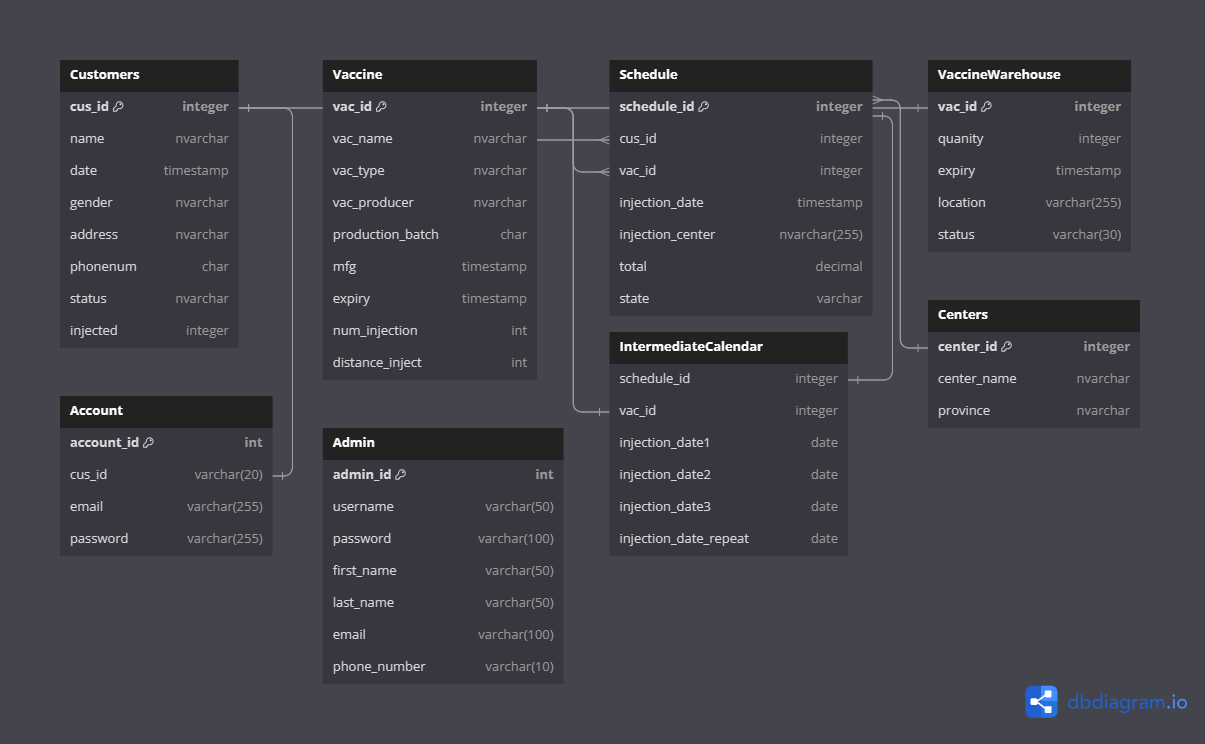 Customers
cus_id integer
name nvarchar
date timestamp
gender nvarchar
address nvarchar
phonenum char
status nvarchar
injected integer
Account
account_id int
cus_id varchar(20)
email varchar(255)
password varchar(255)
Vaccine
vac_id integer
vac_name nvarchar
vac_type nvarchar
vac_producer nvarchar
production_batch char
mfg timestamp
expiry timestamp
num_injection int
distance_inject int
Admin
admin_id int
username varchar(50)
password varchar(100)
first_name varchar(50)
last_name varchar(50)
email varchar(100)
phone_number varchar(10)
Schedule
schedule_id integer
cus_id integer
vac_id integer
injection_date timestamp
injection_center nvarchar(255)
total decimal
state varchar
IntermediateCalendar
schedule_id integer
vac_id integer
injection_date1 date
injection_date2 date
injection_date3 date
injection_date_repeat date
VaccineWarehouse
vac_id integer
quanity integer
expiry timestamp
location varchar(255)
status varchar(30)
Centers
center_id integer
center_name nvarchar
province nvarchar
dbdiagram.io